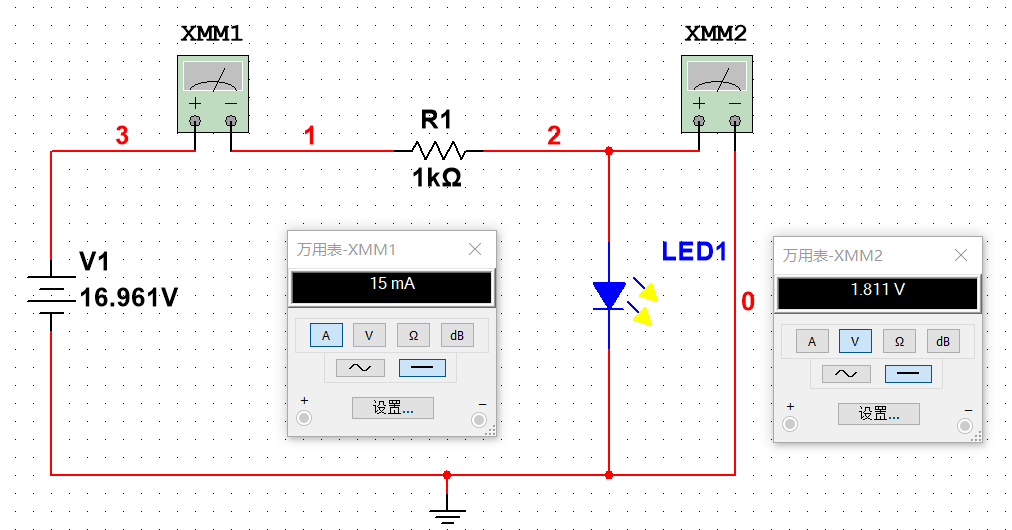 XMM1
XMM2
+ −
+ −
3
1
R1
2
1kΩ
V1
16.961V
LED1
0
万用表-XMM1
15 mA
A V Ω dB
+ −
设置...
万用表-XMM2
1.811 V
A V Ω dB
+ −
设置...